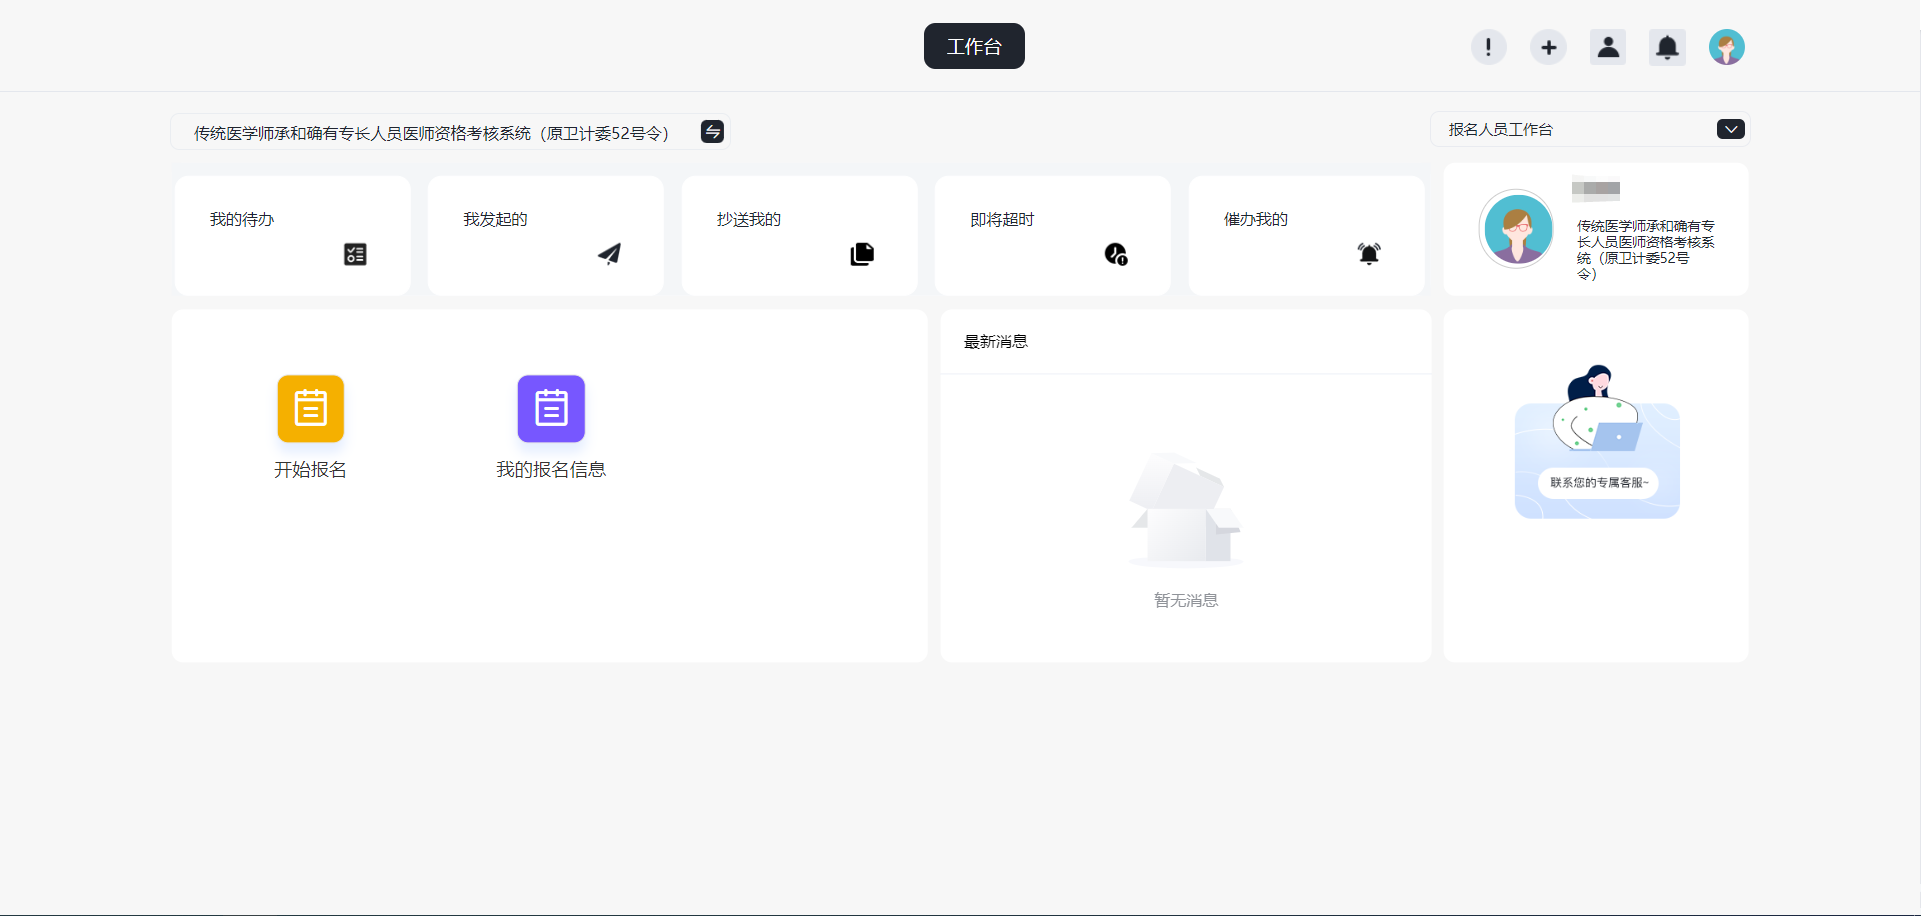 工作台
传统医学师承和确有专长人员医师资格考核系统（原卫计委52号令）
报名人员工作台
我的待办
我发起的
抄送我的
即将超时
催办我的
传统医学师承和确有专
长人员医师资格考核系
统（原卫计委52号
令）
开始报名
我的报名信息
最新消息
暂无消息
联系您的专属客服~